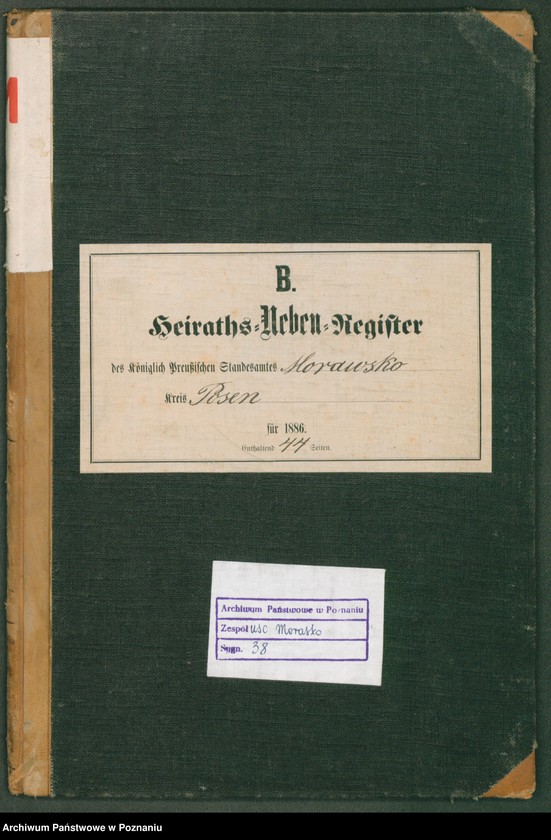 B.
Heiraths-Neben-Register
des Königlich Preußischen Standesamtes Morawsko
Kreis Posen
für 1886.
Enthaltend 44 Seiten.
Archiwum Państwowe w Poznaniu
Zespół USC Morasko
Sygn. 38
Archiwum Państwowe w Poznaniu